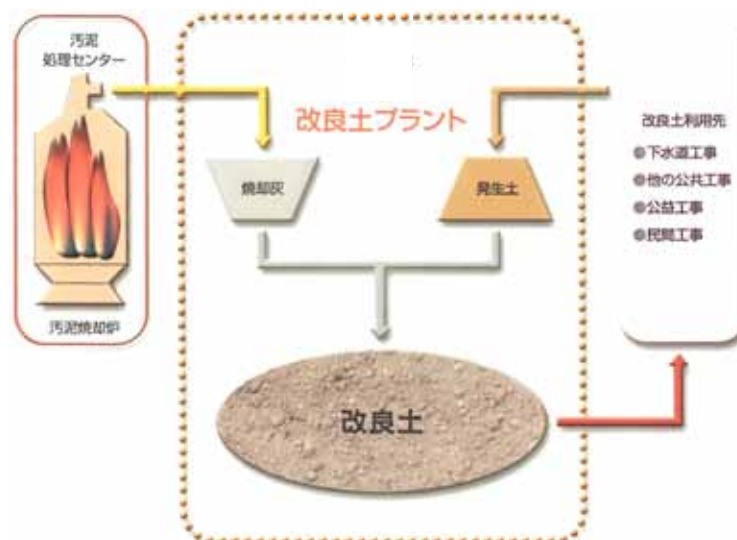 汚泥
処理センター
汚泥焼却炉
改良土プラント
焼却灰
発生土
改良土
改良土利用先
◎下水道工事
◎他の公共工事
◎公益工事
◎民間工事